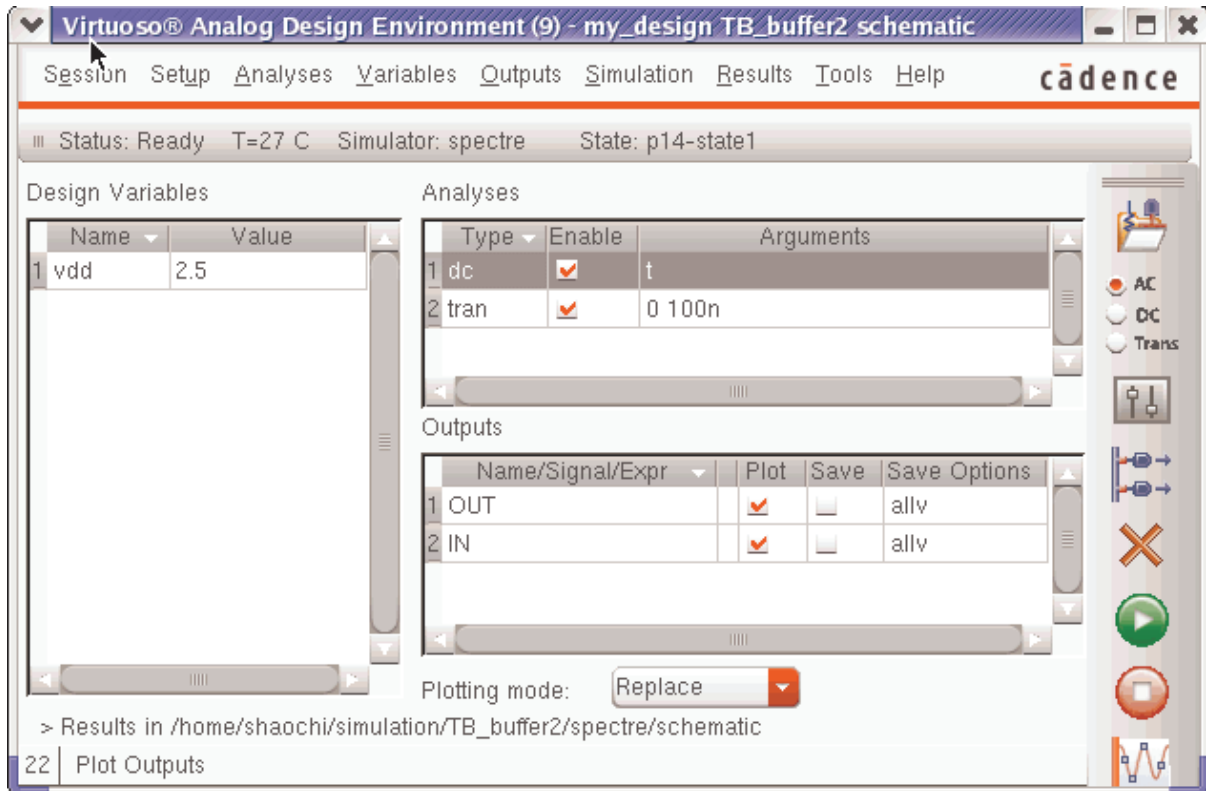 Virtuoso® Analog Design Environment (9) - my_design TB_buffer2 schematic
Session Setup Analyses Variables Outputs Simulation Results Tools Help cādence
Status: Ready T=27 C Simulator: spectre State: p14-state1
Design Variables
Name Value
1 vdd 2.5
Analyses
Type Enable Arguments
1 dc t
2 tran 0 100n
Outputs
Name/Signal/Expr Plot Save Save Options
1 OUT allv
2 IN allv
Plotting mode: Replace
> Results in /home/shaochi/simulation/TB_buffer2/spectre/schematic
22 Plot Outputs
AC
DC
Trans